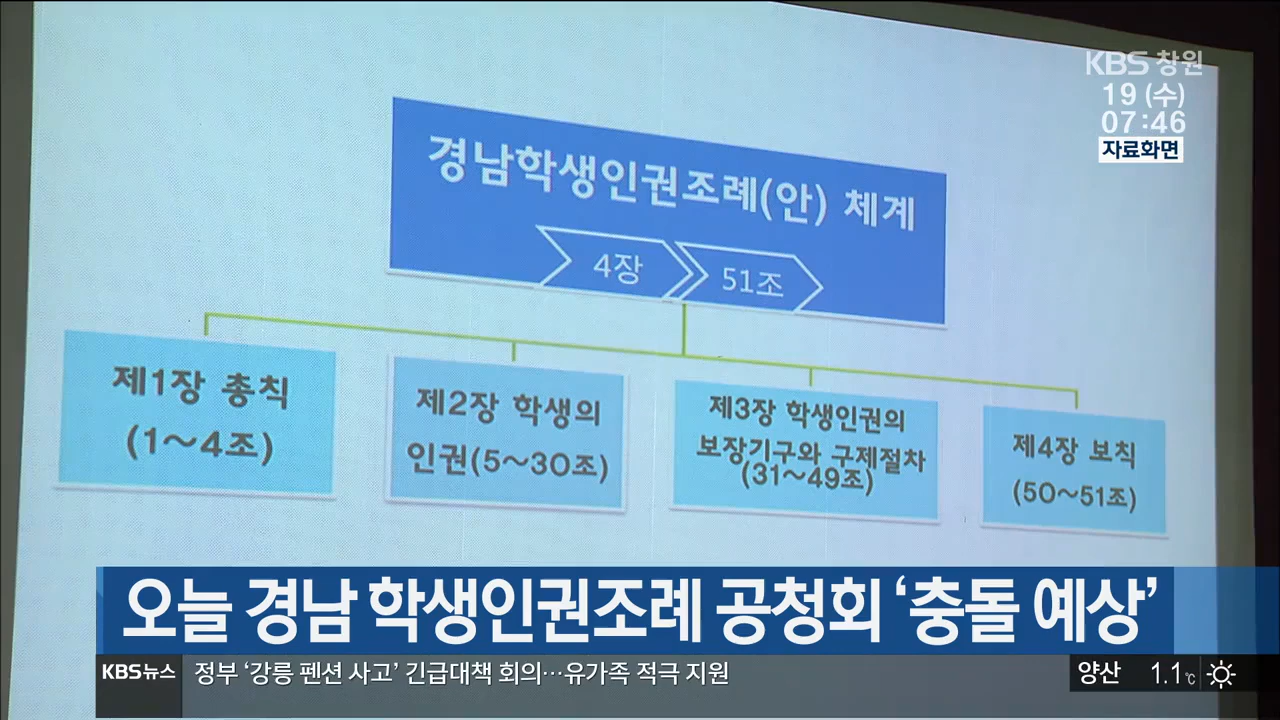 KBS 창원
19 (수)
07:46
자료화면
경남학생인권조례(안) 체계
4장 51조
제1장 총칙
(1~4조)
제2장 학생의
인권(5~30조)
제3장 학생인권의
보장기구와 구제절차
(31~49조)
제4장 보칙
(50~51조)
오늘 경남 학생인권조례 공청회 ‘충돌 예상’
KBS뉴스 정부 ‘강릉 펜션 사고’ 긴급대책 회의…유가족 적극 지원
양산 1.1℃